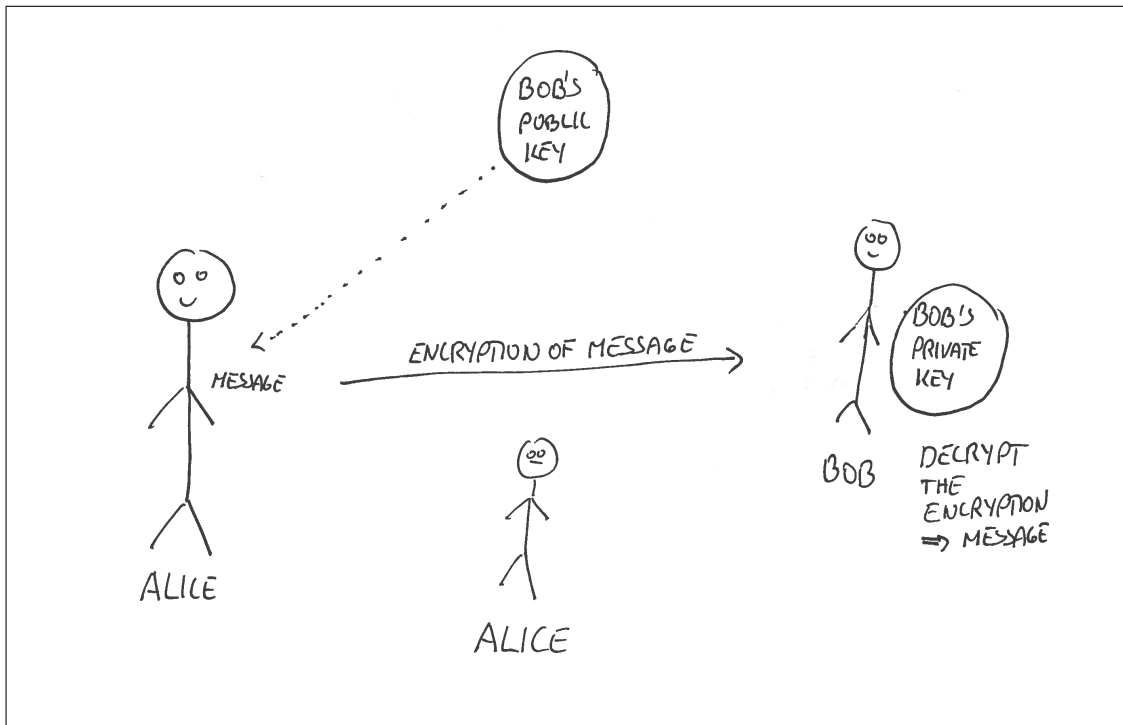 BOB'S
PUBLIC
KEY
MESSAGE
ENCRYPTION OF MESSAGE
BOB'S
PRIVATE
KEY
ALICE
ALICE
BOB
DECRYPT
THE
ENCRYPTION
⇒ MESSAGE